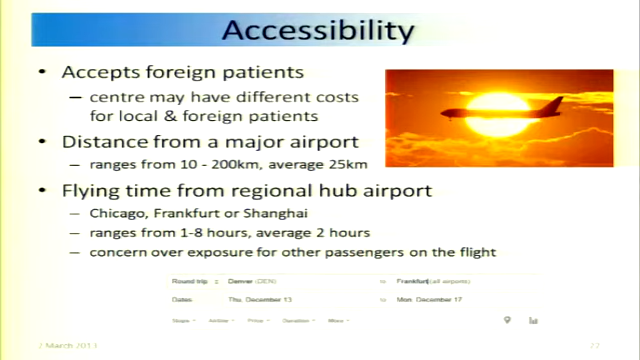 Accessibility
• Accepts foreign patients
– centre may have different costs
for local & foreign patients
• Distance from a major airport
– ranges from 10 - 200km, average 25km
• Flying time from regional hub airport
– Chicago, Frankfurt or Shanghai
– ranges from 1-8 hours, average 2 hours
– concern over exposure for other passengers on the flight
Round trip Denver (DEN) to Frankfurt (all airports)
Dates: Thu, December 13 to Mon, December 17
Stops Airline Price Duration More
March 2013 22